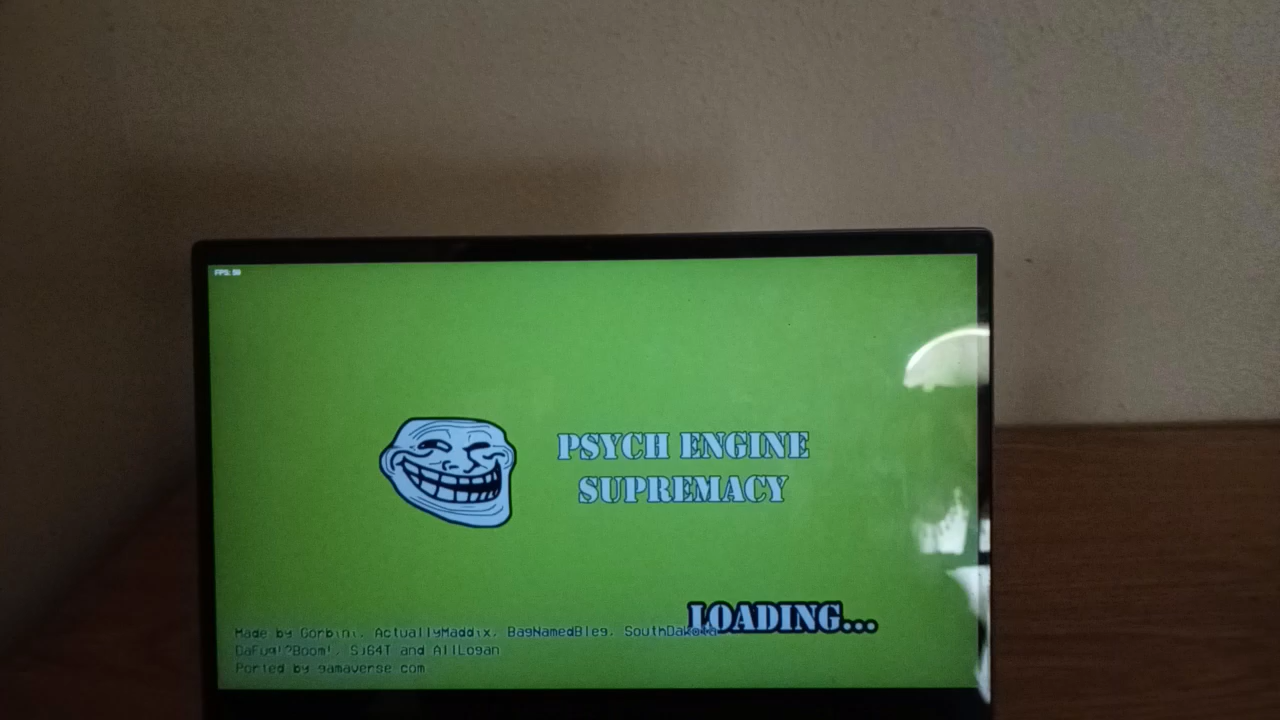 FPS: 59
PSYCH ENGINE
SUPREMACY
LOADING...
Made by Gorbini, ActuallyMaddix, BagNamedBleg, SouthDakota
DaFuq!?Boom!, Sj64T and AllLogan
Ported by gamaverse.com